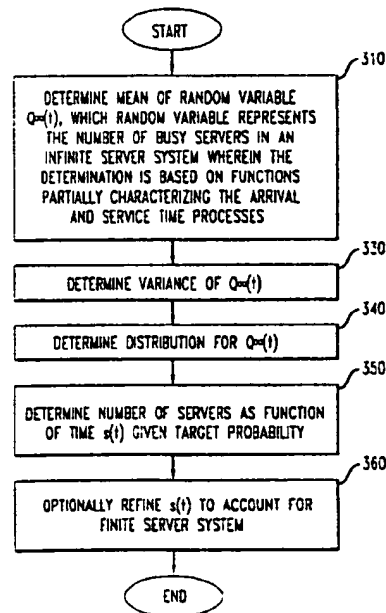 START
310
DETERMINE MEAN OF RANDOM VARIABLE
Q∞(t), WHICH RANDOM VARIABLE REPRESENTS
THE NUMBER OF BUSY SERVERS IN AN
INFINITE SERVER SYSTEM WHEREIN THE
DETERMINATION IS BASED ON FUNCTIONS
PARTIALLY CHARACTERIZING THE ARRIVAL
AND SERVICE TIME PROCESSES
330
DETERMINE VARIANCE OF Q∞(t)
340
DETERMINE DISTRIBUTION FOR Q∞(t)
350
DETERMINE NUMBER OF SERVERS AS FUNCTION
OF TIME s(t) GIVEN TARGET PROBABILITY
360
OPTIONALLY REFINE s(t) TO ACCOUNT FOR
FINITE SERVER SYSTEM
END